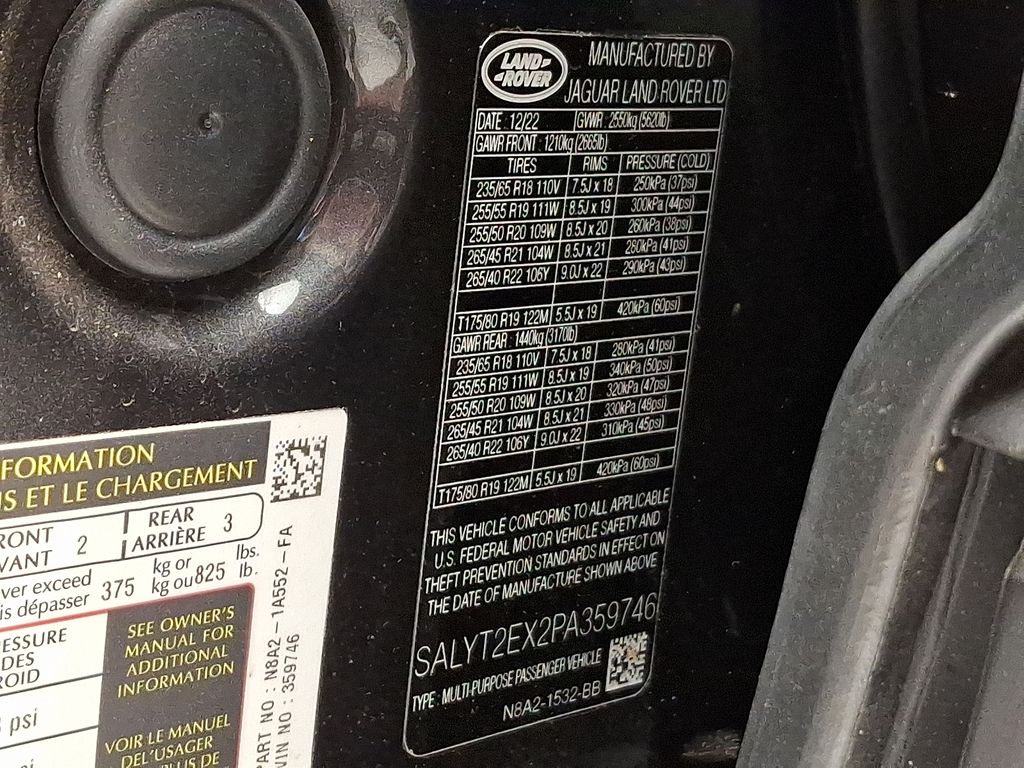 LAND
ROVER
MANUFACTURED BY
JAGUAR LAND ROVER LTD
DATE : 12/22 GVWR : 2550kg (5620lb)
GAWR FRONT : 1210kg (2665lb)
TIRES RIMS PRESSURE (COLD)
235/65 R18 110V 7.5J x 18 250kPa (37psi)
255/55 R19 111W 8.5J x 19 300kPa (44psi)
255/50 R20 109W 8.5J x 20 260kPa (38psi)
265/45 R21 104W 8.5J x 21 280kPa (41psi)
265/40 R22 106Y 9.0J x 22 290kPa (43psi)
T175/80 R19 122M 5.5J x 19 420kPa (60psi)
GAWR REAR : 1440kg (3170lb)
235/65 R18 110V 7.5J x 18 280kPa (41psi)
255/55 R19 111W 8.5J x 19 340kPa (50psi)
255/50 R20 109W 8.5J x 20 320kPa (47psi)
265/45 R21 104W 8.5J x 21 330kPa (48psi)
265/40 R22 106Y 9.0J x 22 310kPa (45psi)
T175/80 R19 122M 5.5J x 19 420kPa (60psi)
THIS VEHICLE CONFORMS TO ALL APPLICABLE
U.S. FEDERAL MOTOR VEHICLE SAFETY AND
THEFT PREVENTION STANDARDS IN EFFECT ON
THE DATE OF MANUFACTURE SHOWN ABOVE
SALYT2EX2PA359746
TYPE : MULTI-PURPOSE PASSENGER VEHICLE
N8A2-1532-BB
FORMATION
IS ET LE CHARGEMENT
RONT
VANT 2
REAR
ARRIÈRE 3
ver exceed
is dépasser 375 kg or
kg ou 825 lbs.
lb.
ESSURE
DES
ROID
psi
SEE OWNER'S
MANUAL FOR
ADDITIONAL
INFORMATION
VOIR LE MANUEL
DE L'USAGER
PLUS DE
PART NO : N8A2-1A552-FA
VIN NO : 359746